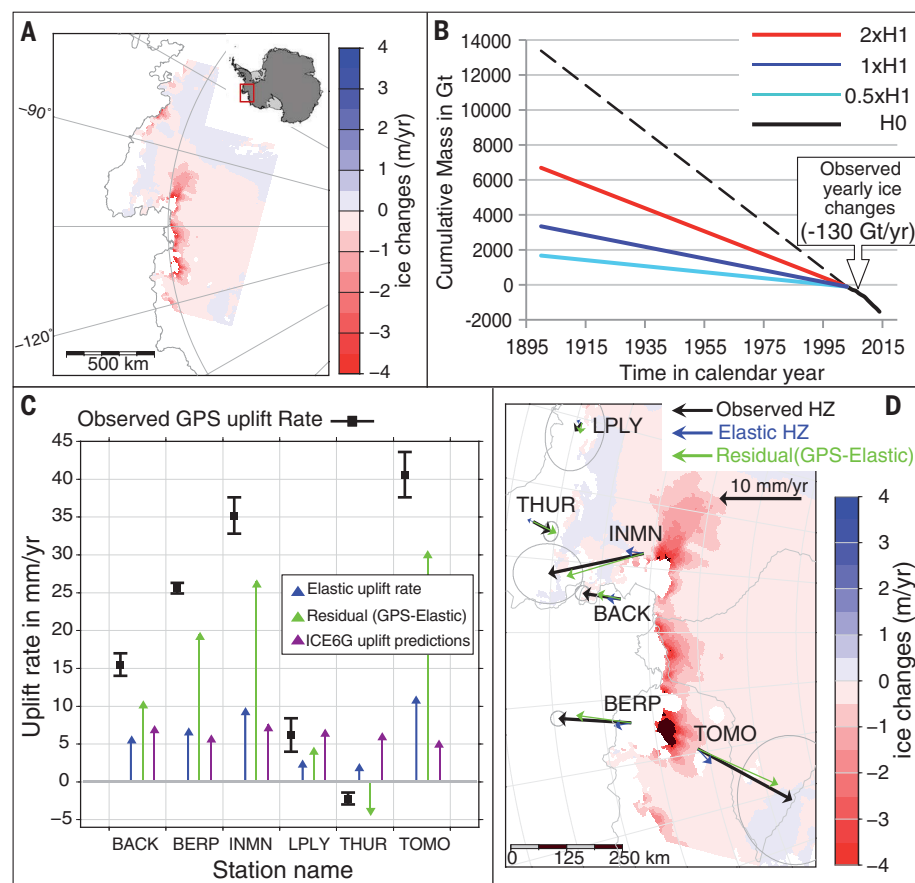 A
−90°
−120°
500 km
4
3
2
1
0
−1
−2
−3
−4
ice changes (m/yr)
B
14000
12000
10000
8000
6000
4000
2000
0
-2000
Cumulative Mass in Gt
2xH1
1xH1
0.5xH1
H0
Observed
yearly ice
changes
(-130 Gt/yr)
1895 1915 1935 1955 1975 1995 2015
Time in calendar year
C
Observed GPS uplift Rate
45
40
35
30
25
20
15
10
5
0
−5
Uplift rate in mm/yr
Elastic uplift rate
Residual (GPS-Elastic)
ICE6G uplift predictions
BACK BERP INMN LPLY THUR TOMO
Station name
D
Observed HZ
Elastic HZ
Residual(GPS-Elastic)
10 mm/yr
LPLY
THUR
INMN
BACK
BERP
TOMO
0 125 250 km
4
3
2
1
0
−1
−2
−3
−4
ice changes (m/yr)